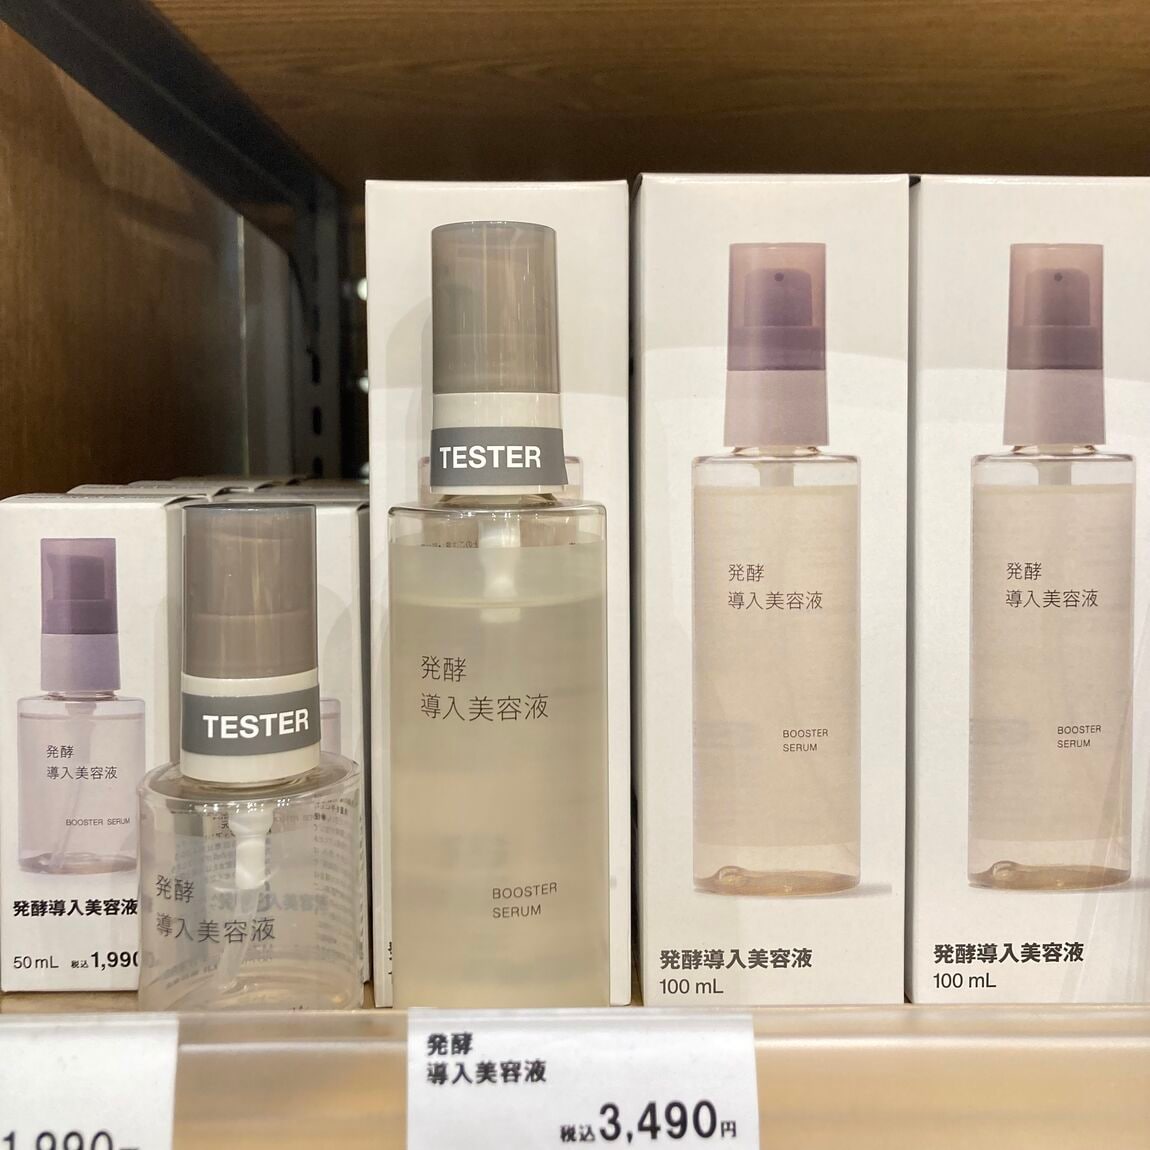 発酵
導入美容液
BOOSTER SERUM
発酵導入美容液
50mL 税込1,990
TESTER
発酵
導入美容液
TESTER
発酵
導入美容液
BOOSTER
SERUM
発酵
導入美容液
BOOSTER
SERUM
発酵導入美容液
100 mL
発酵
導入美容液
BOOSTER
SERUM
発酵導入美容液
100 mL
1,990
発酵
導入美容液
税込3,490円